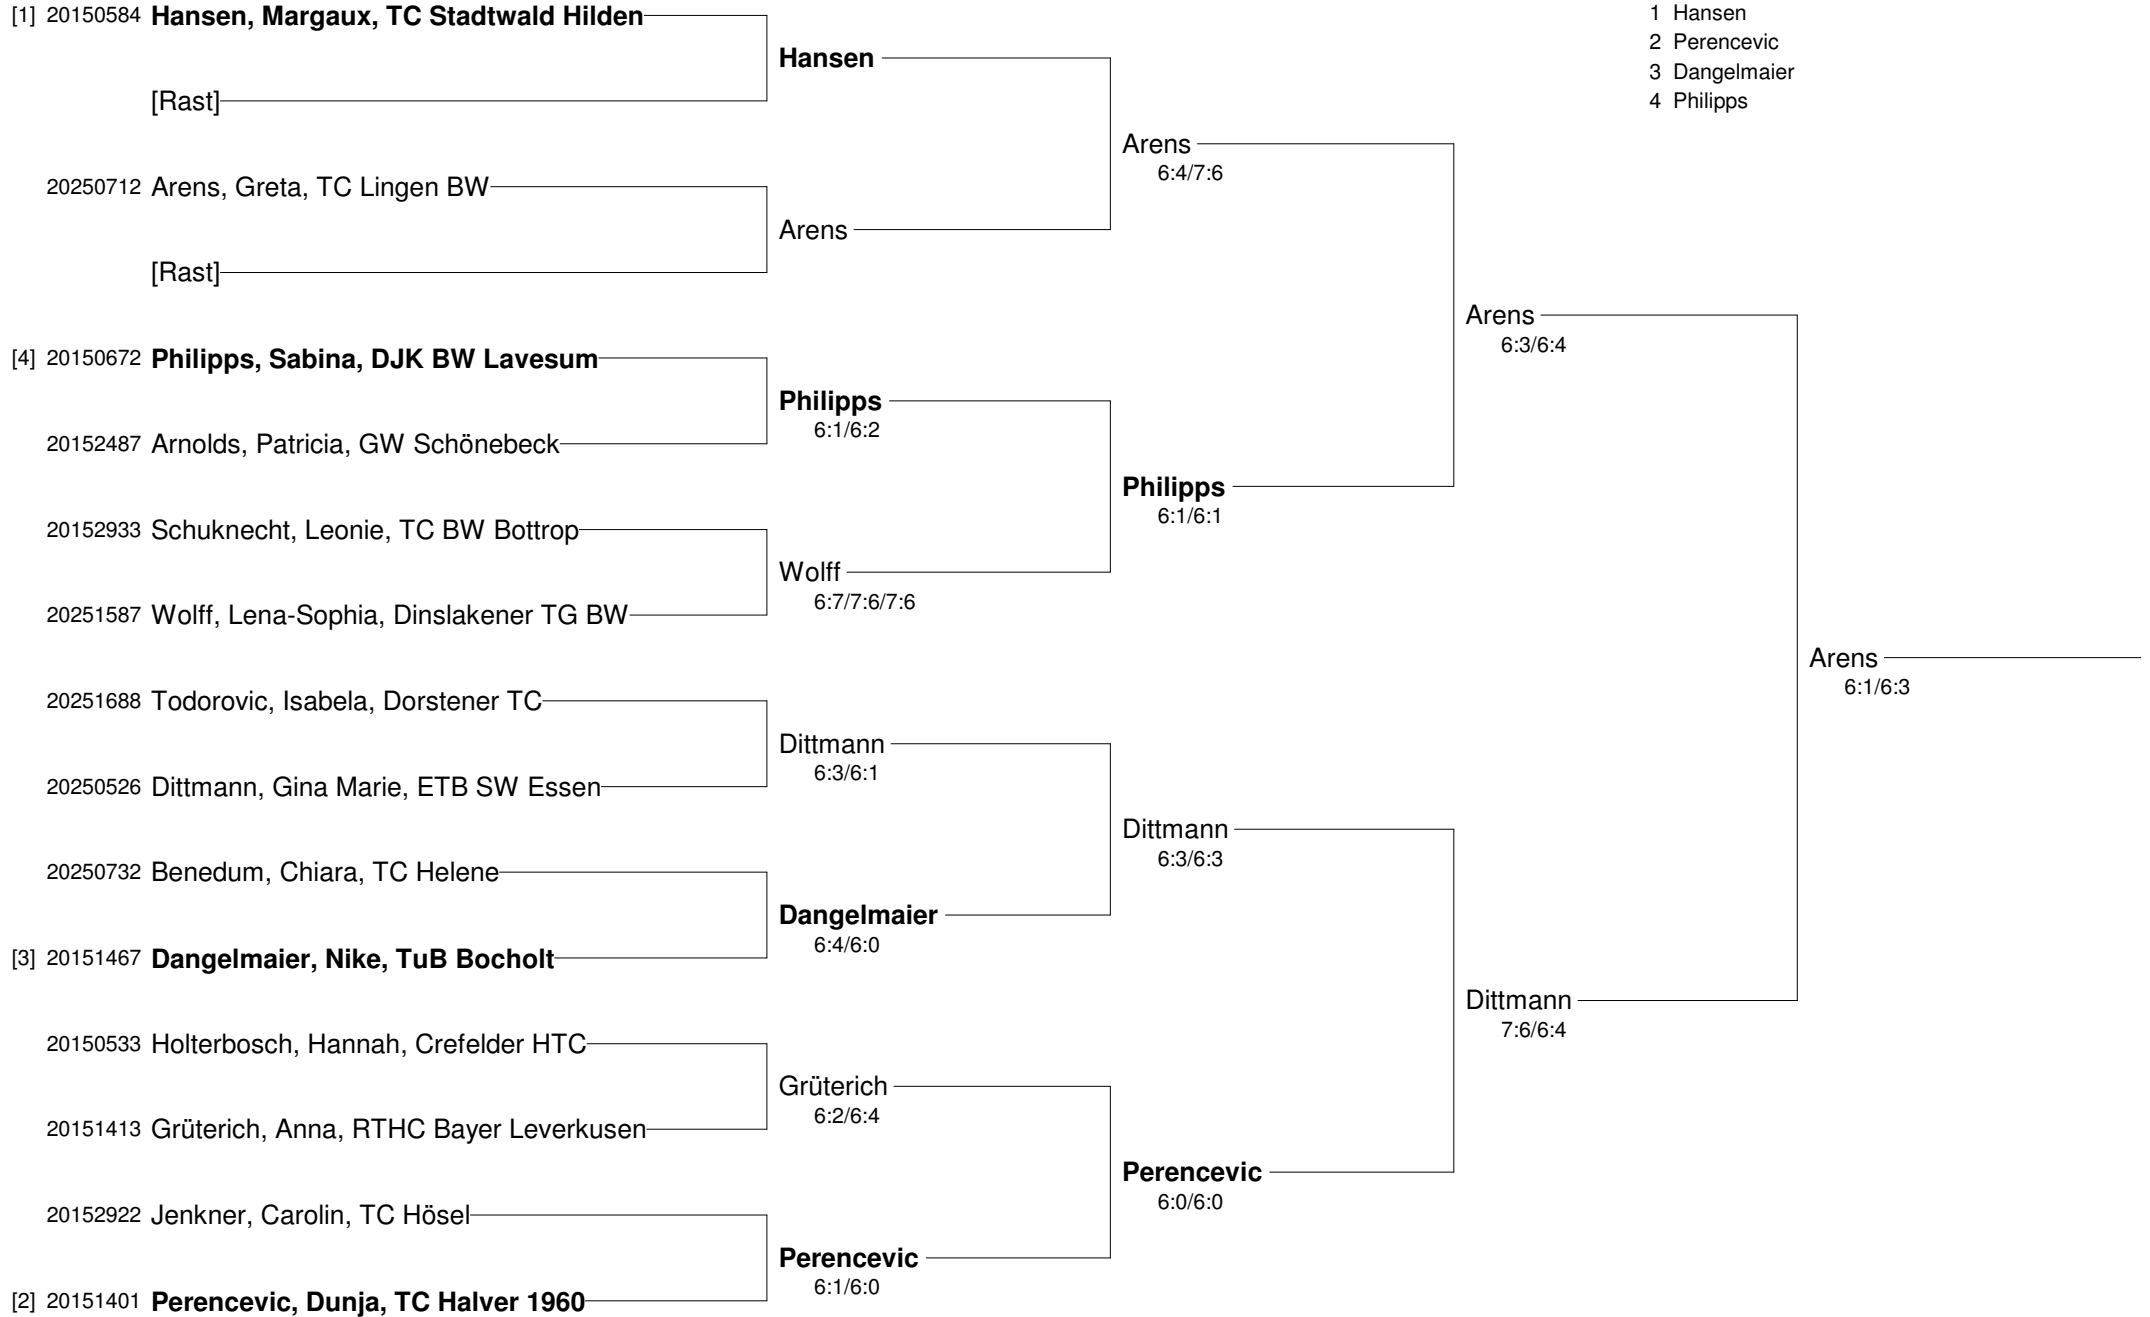 [1] 20150584 Hansen, Margaux, TC Stadtwald Hilden
[Rast]
20250712 Arens, Greta, TC Lingen BW
[Rast]
[4] 20150672 Philipps, Sabina, DJK BW Lavesum
20152487 Arnolds, Patricia, GW Schönebeck
20152933 Schuknecht, Leonie, TC BW Bottrop
20251587 Wolff, Lena-Sophia, Dinslakener TG BW
20251688 Todorovic, Isabela, Dorstener TC
20250526 Dittmann, Gina Marie, ETB SW Essen
20250732 Benedum, Chiara, TC Helene
[3] 20151467 Dangelmaier, Nike, TuB Bocholt
20150533 Holterbosch, Hannah, Crefelder HTC
20151413 Grüterich, Anna, RTHC Bayer Leverkusen
20152922 Jenkner, Carolin, TC Hösel
[2] 20151401 Perencevic, Dunja, TC Halver 1960
Hansen
Arens
Philipps
6:1/6:2
Wolff
6:7/7:6/7:6
Dittmann
6:3/6:1
Dangelmaier
6:4/6:0
Grüterich
6:2/6:4
Perencevic
6:1/6:0
Arens
6:4/7:6
Philipps
6:1/6:1
Dittmann
6:3/6:3
Perencevic
6:0/6:0
Arens
6:3/6:4
Dittmann
7:6/6:4
Arens
6:1/6:3
1 Hansen
2 Perencevic
3 Dangelmaier
4 Philipps